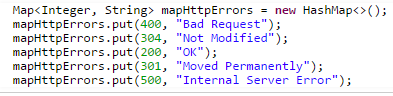 Map<Integer, String> mapHttpErrors = new HashMap<>();
mapHttpErrors.put(400, "Bad Request");
mapHttpErrors.put(304, "Not Modified");
mapHttpErrors.put(200, "OK");
mapHttpErrors.put(301, "Moved Permanently");
mapHttpErrors.put(500, "Internal Server Error");